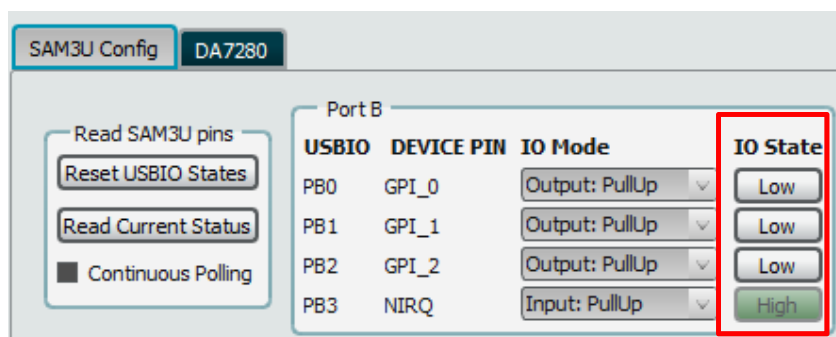 SAM3U Config DA7280
Read SAM3U pins
Reset USBIO States
Read Current Status
Continuous Polling
Port B
USBIO DEVICE PIN IO Mode IO State
PB0 GPI_0 Output: PullUp Low
PB1 GPI_1 Output: PullUp Low
PB2 GPI_2 Output: PullUp Low
PB3 NIRQ Input: PullUp High